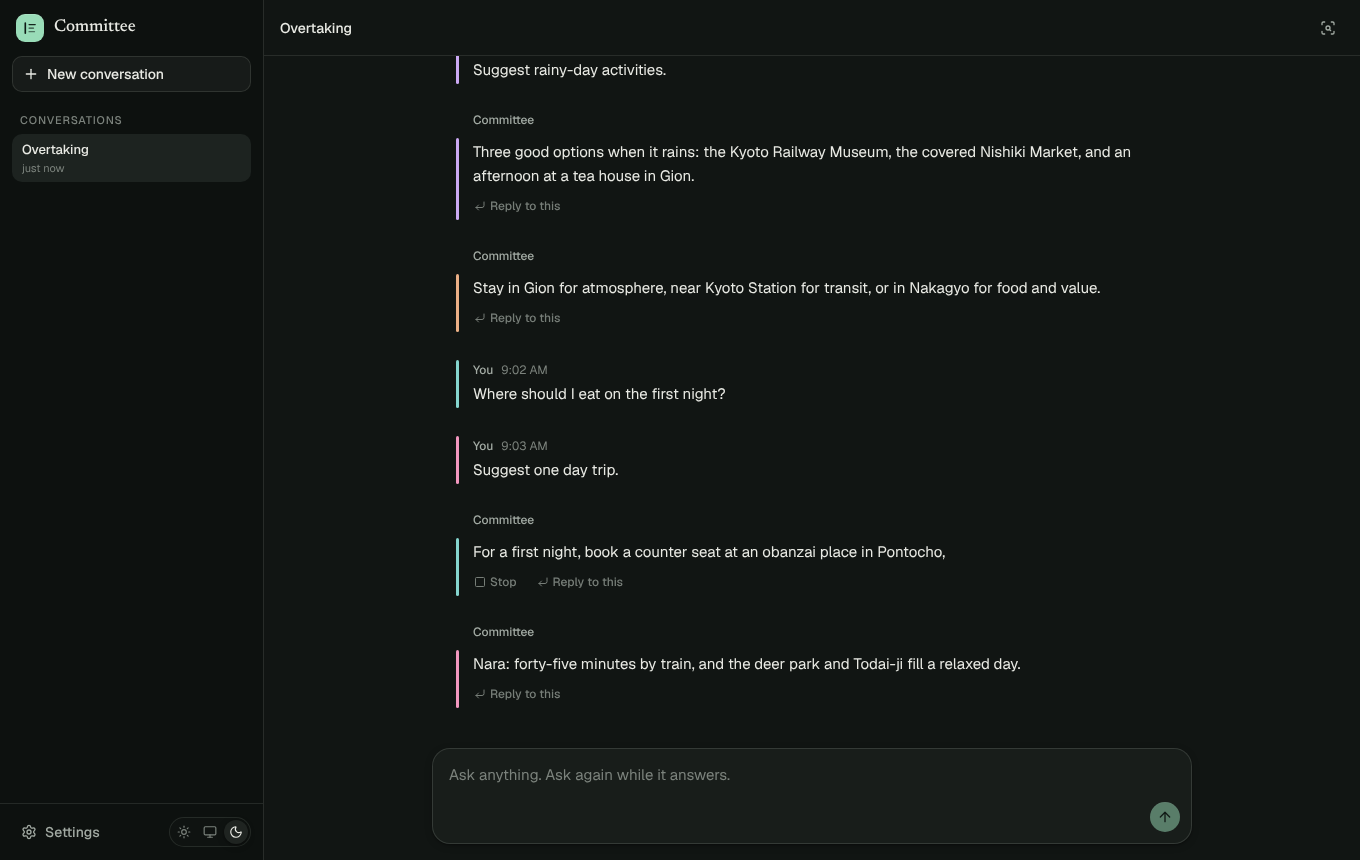 Committee
New conversation
CONVERSATIONS
Overtaking
just now
Settings
Overtaking
Suggest rainy-day activities.
Committee
Three good options when it rains: the Kyoto Railway Museum, the covered Nishiki Market, and an
afternoon at a tea house in Gion.
Reply to this
Committee
Stay in Gion for atmosphere, near Kyoto Station for transit, or in Nakagyo for food and value.
Reply to this
You 9:02 AM
Where should I eat on the first night?
You 9:03 AM
Suggest one day trip.
Committee
For a first night, book a counter seat at an obanzai place in Pontocho,
Stop Reply to this
Committee
Nara: forty-five minutes by train, and the deer park and Todai-ji fill a relaxed day.
Reply to this
Ask anything. Ask again while it answers.